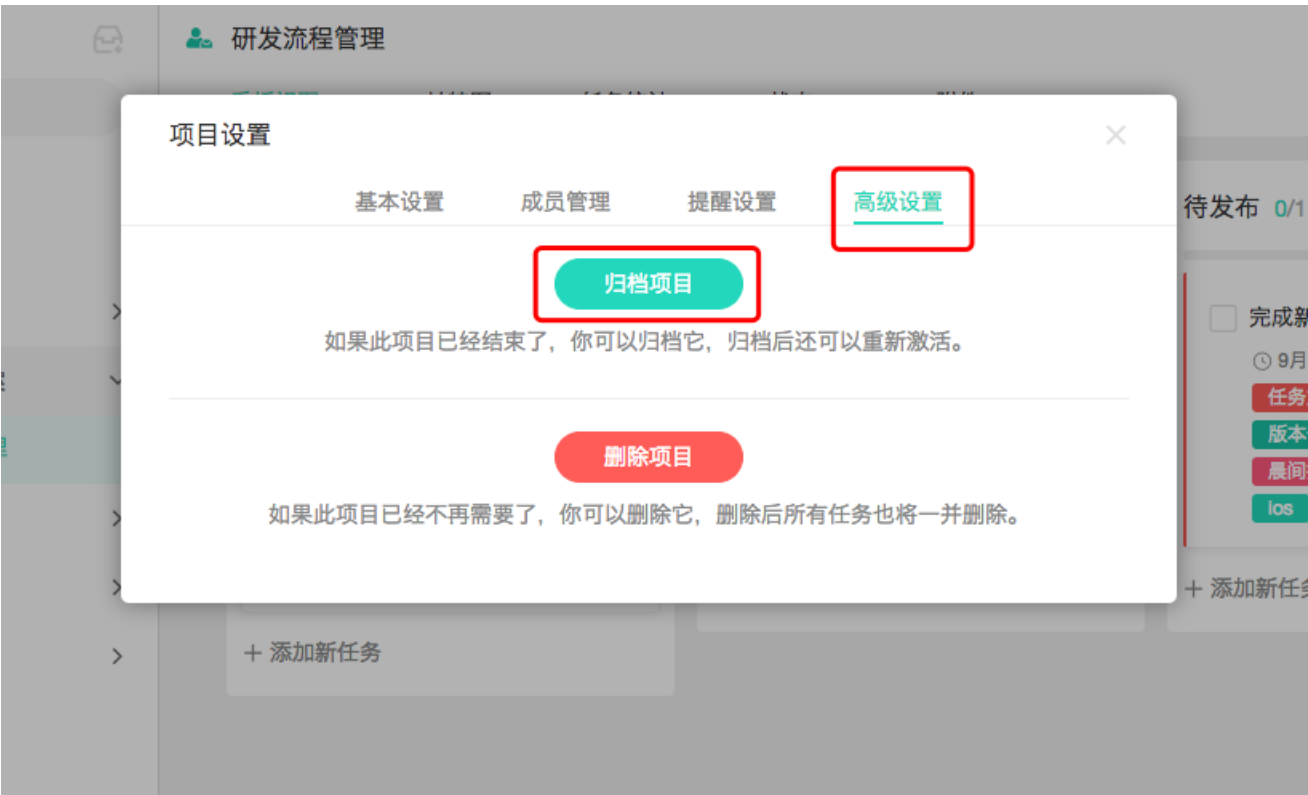 研发流程管理
项目设置
基本设置 成员管理 提醒设置 高级设置
归档项目
如果此项目已经结束了，你可以归档它，归档后还可以重新激活。
删除项目
如果此项目已经不再需要了，你可以删除它，删除后所有任务也将一并删除。
待发布 0/1
完成新
9月
任务
版本
晨间
ios
+ 添加新任务
+ 添加新任务